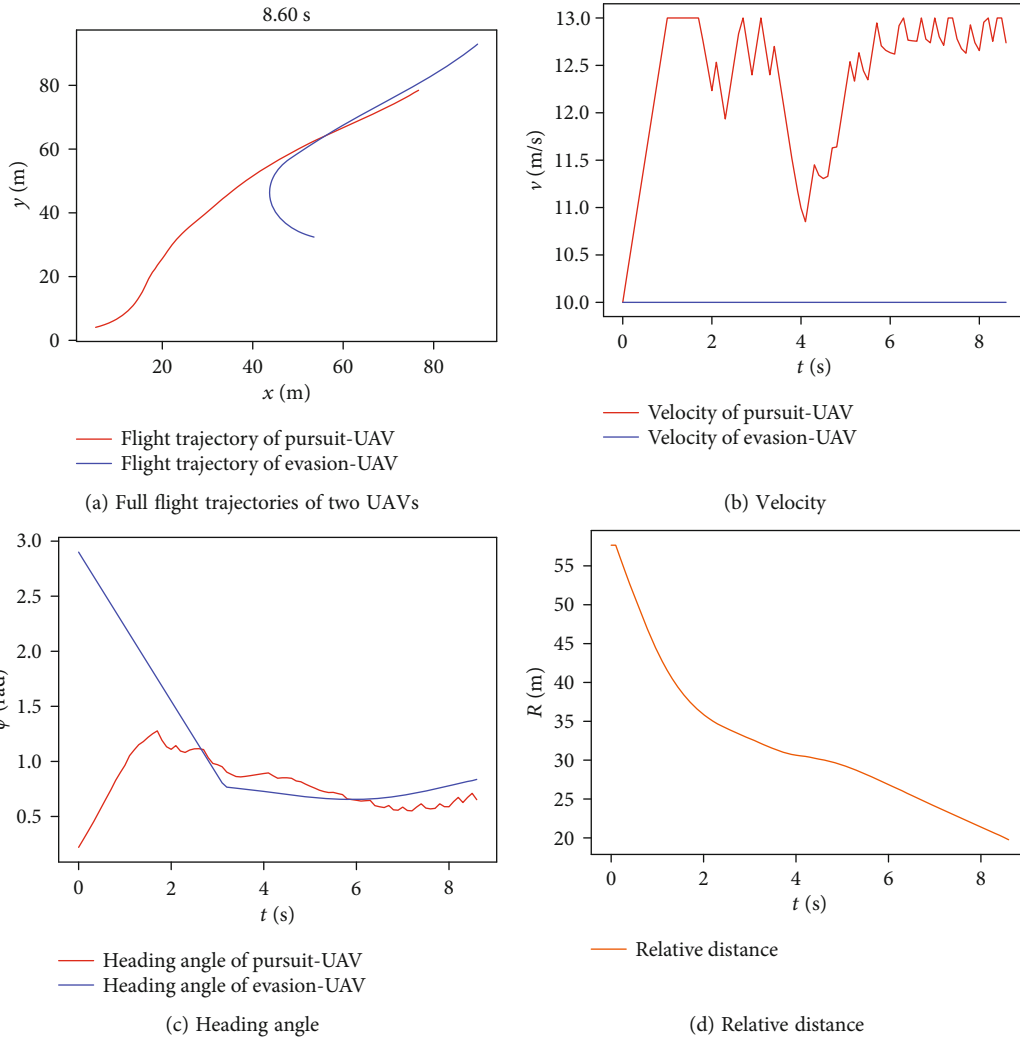 8.60 s
y (m)
80
60
40
20
0
20
40
60
80
x (m)
Flight trajectory of pursuit-UAV
Flight trajectory of evasion-UAV
(a) Full flight trajectories of two UAVs
v (m/s)
13.0
12.5
12.0
11.5
11.0
10.5
10.0
0
2
4
6
8
t (s)
Velocity of pursuit-UAV
Velocity of evasion-UAV
(b) Velocity
3.0
2.5
2.0
1.5
1.0
0.5
0
2
4
6
8
t (s)
Heading angle of pursuit-UAV
Heading angle of evasion-UAV
(c) Heading angle
R (m)
55
50
45
40
35
30
25
20
0
2
4
6
8
t (s)
Relative distance
(d) Relative distance